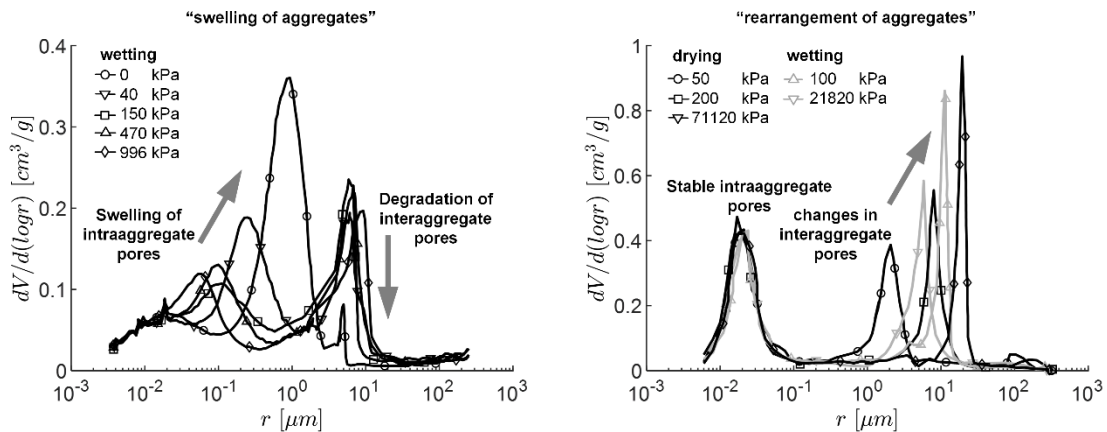 “swelling of aggregates”
wetting
0 kPa
40 kPa
150 kPa
470 kPa
996 kPa
Swelling of
intraaggregate
pores
Degradation of
interaggregate
pores
0.4
0.3
0.2
0.1
0
dV/d(logr) [cm³/g]
10⁻³ 10⁻² 10⁻¹ 10⁰ 10¹ 10² 10³
r [μm]
“rearrangement of aggregates”
drying
50 kPa
200 kPa
71120 kPa
wetting
100 kPa
21820 kPa
Stable intraaggregate
pores
changes in
interaggregate
pores
1
0.8
0.6
0.4
0.2
0
dV/d(logr) [cm³/g]
10⁻³ 10⁻² 10⁻¹ 10⁰ 10¹ 10² 10³
r [μm]